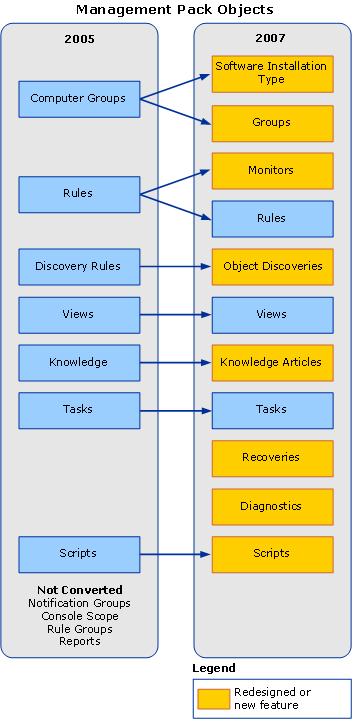 Management Pack Objects
2005
Computer Groups
Rules
Discovery Rules
Views
Knowledge
Tasks
Scripts
Not Converted
Notification Groups
Console Scope
Rule Groups
Reports
2007
Software Installation
Type
Groups
Monitors
Rules
Object Discoveries
Views
Knowledge Articles
Tasks
Recoveries
Diagnostics
Scripts
Legend
Redesigned or
new feature